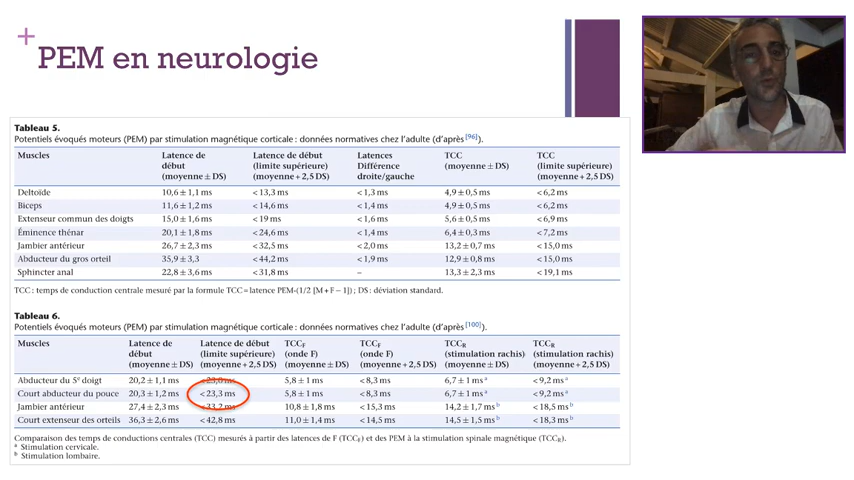 +
PEM en neurologie
Tableau 5.
Potentiels évoqués moteurs (PEM) par stimulation magnétique corticale : données normatives chez l'adulte (d'après [96]).
Muscles Latence de début (moyenne ± DS) Latence de début (limite supérieure) (moyenne + 2,5 DS) Latences Différence droite/gauche TCC (moyenne ± DS) TCC (limite supérieure) (moyenne + 2,5 DS)
Deltoïde 10,6 ± 1,1 ms < 13,3 ms < 1,3 ms 4,9 ± 0,5 ms < 6,2 ms
Biceps 11,6 ± 1,2 ms < 14,6 ms < 1,4 ms 4,9 ± 0,5 ms < 6,2 ms
Extenseur commun des doigts 15,0 ± 1,6 ms < 19 ms < 1,6 ms 5,6 ± 0,5 ms < 6,9 ms
Éminence thénar 20,1 ± 1,8 ms < 24,6 ms < 1,4 ms 6,4 ± 0,3 ms < 7,2 ms
Jambier antérieur 26,7 ± 2,3 ms < 32,5 ms < 2,0 ms 13,2 ± 0,7 ms < 15,0 ms
Abducteur du gros orteil 35,9 ± 3,3 < 44,2 ms < 1,9 ms 12,9 ± 0,8 ms < 15,0 ms
Sphincter anal 22,8 ± 3,6 ms < 31,8 ms – 13,3 ± 2,3 ms < 19,1 ms
TCC : temps de conduction centrale mesuré par la formule TCC = latence PEM-(1/2 [M + F − 1]) ; DS : déviation standard.
Tableau 6.
Potentiels évoqués moteurs (PEM) par stimulation magnétique corticale : données normatives chez l'adulte (d'après [100]).
Muscles Latence de début (moyenne ± DS) Latence de début (limite supérieure) (moyenne + 2,5 DS) TCCF (onde F) (moyenne ± DS) TCCF (onde F) (moyenne + 2,5 DS) TCCR (stimulation rachis) (moyenne ± DS) TCCR (stimulation rachis) (moyenne + 2,5 DS)
Abducteur du 5e doigt 20,2 ± 1,1 ms < 23,0 ms 5,8 ± 1 ms < 8,3 ms 6,7 ± 1 ms a < 9,2 ms a
Court abducteur du pouce 20,3 ± 1,2 ms < 23,3 ms 5,8 ± 1 ms < 8,3 ms 6,7 ± 1 ms a < 9,2 ms a
Jambier antérieur 27,4 ± 2,3 ms < 33,2 ms 10,8 ± 1,8 ms < 15,3 ms 14,2 ± 1,7 ms b < 18,5 ms b
Court extenseur des orteils 36,3 ± 2,6 ms < 42,8 ms 11,0 ± 1,4 ms < 14,5 ms 14,5 ± 1,5 ms b < 18,3 ms b
Comparaison des temps de conductions centrales (TCC) mesurés à partir des latences de F (TCCF) et des PEM à la stimulation spinale magnétique (TCCR).
a Stimulation cervicale.
b Stimulation lombaire.